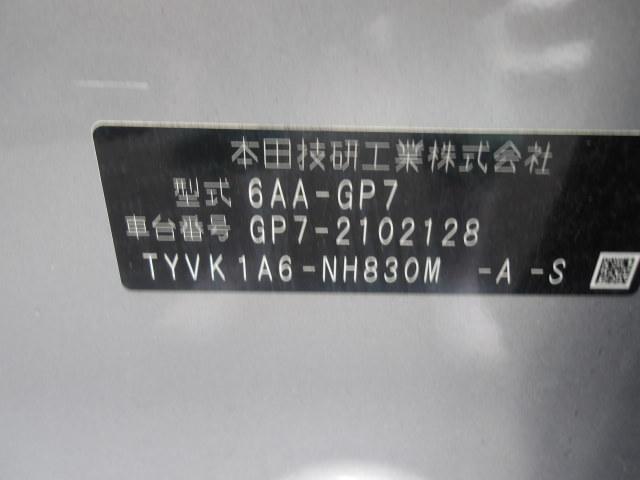 本田技研工業株式会社
型式 6AA-GP7
車台番号 GP7-2102128
TYVK1A6-NH830M -A -S